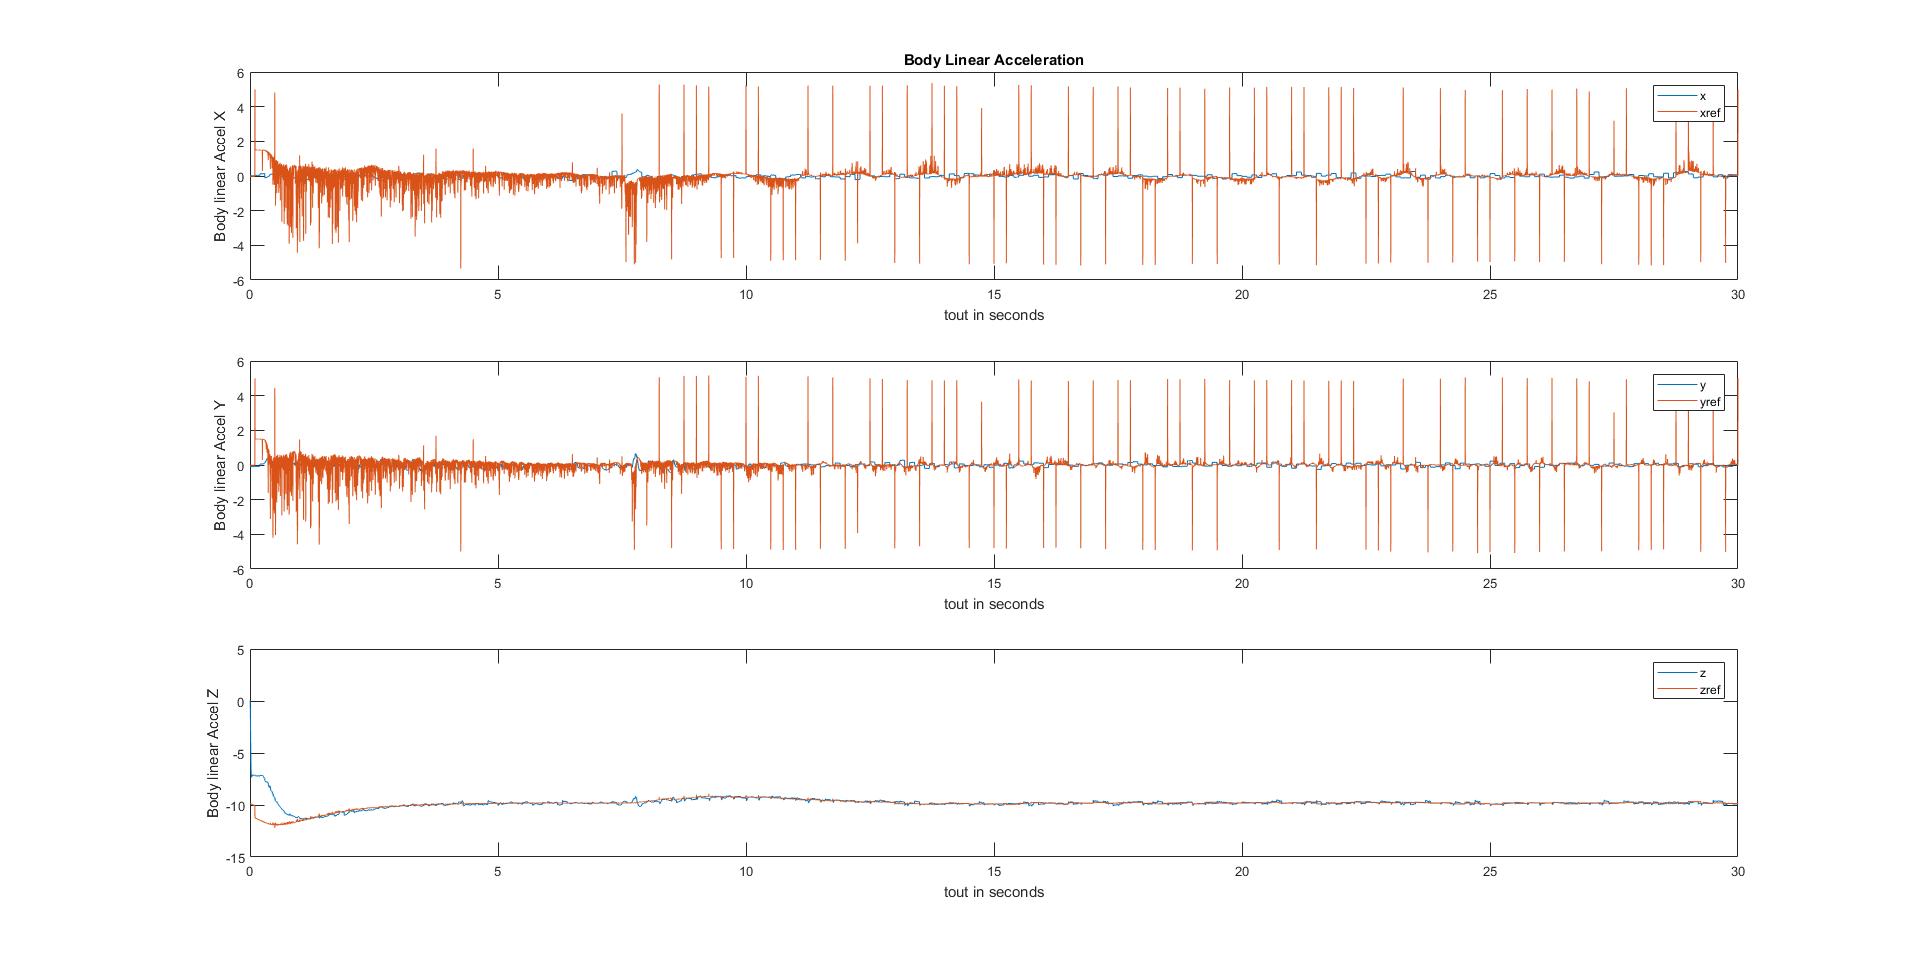 Body Linear Acceleration
Body linear Accel X
6
4
2
0
-2
-4
-6
x
xref
0 5 10 15 20 25 30
tout in seconds
Body linear Accel Y
6
4
2
0
-2
-4
-6
y
yref
0 5 10 15 20 25 30
tout in seconds
Body linear Accel Z
5
0
-5
-10
-15
z
zref
0 5 10 15 20 25 30
tout in seconds